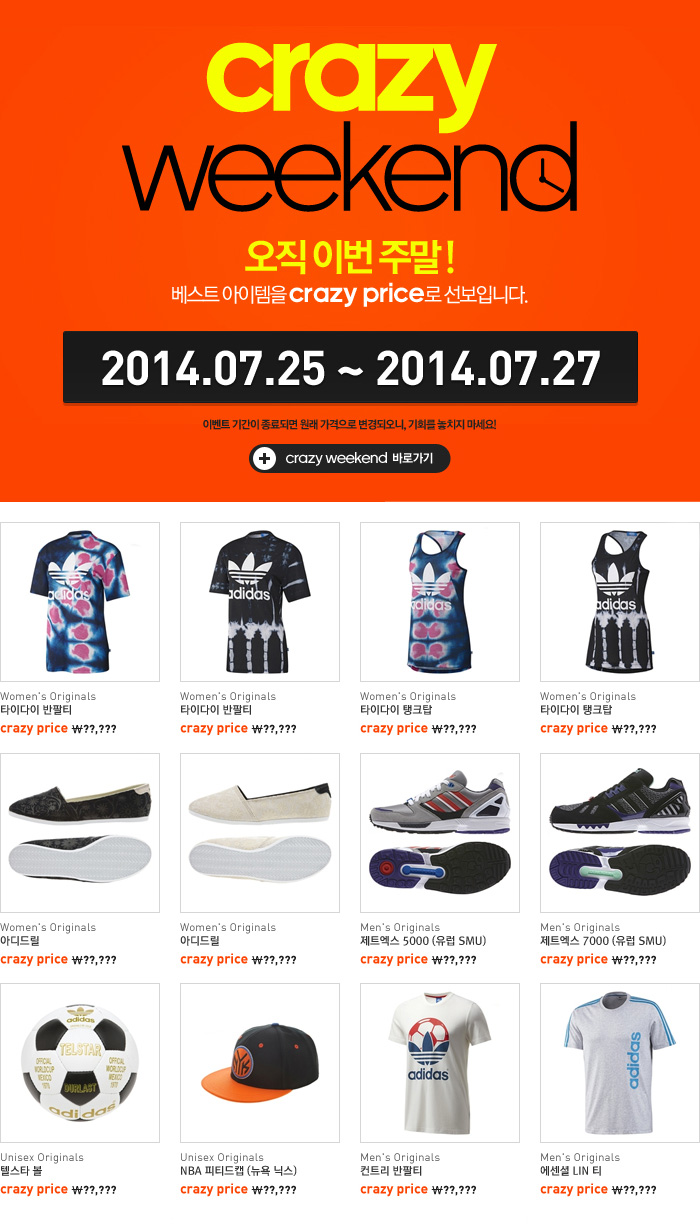 crazy
weekend
오직 이번 주말!
베스트 아이템을 crazy price로 선보입니다.
2014.07.25 ~ 2014.07.27
이벤트 기간이 종료되면 원래 가격으로 변경되오니, 기회를 놓치지 마세요!
crazy weekend 바로가기
adidas
adidas
adidas
adidas
Women's Originals
타이다이 반팔티
crazy price ₩??,???
Women's Originals
타이다이 반팔티
crazy price ₩??,???
Women's Originals
타이다이 탱크탑
crazy price ₩??,???
Women's Originals
타이다이 탱크탑
crazy price ₩??,???
Women's Originals
아디드릴
crazy price ₩??,???
Women's Originals
아디드릴
crazy price ₩??,???
Men's Originals
제트엑스 5000 (유럽 SMU)
crazy price ₩??,???
Men's Originals
제트엑스 7000 (유럽 SMU)
crazy price ₩??,???
adidas
TELSTAR
OFFICIAL
WORLDCUP
MEXICO
1970
DURLAST
OFFICIAL
WORLDCUP
MEXICO
1970
adidas
NYK
adidas
adidas
Unisex Originals
텔스타 볼
crazy price ₩??,???
Unisex Originals
NBA 피티드캡 (뉴욕 닉스)
crazy price ₩??,???
Men's Originals
컨트리 반팔티
crazy price ₩??,???
Men's Originals
에센셜 LIN 티
crazy price ₩??,???